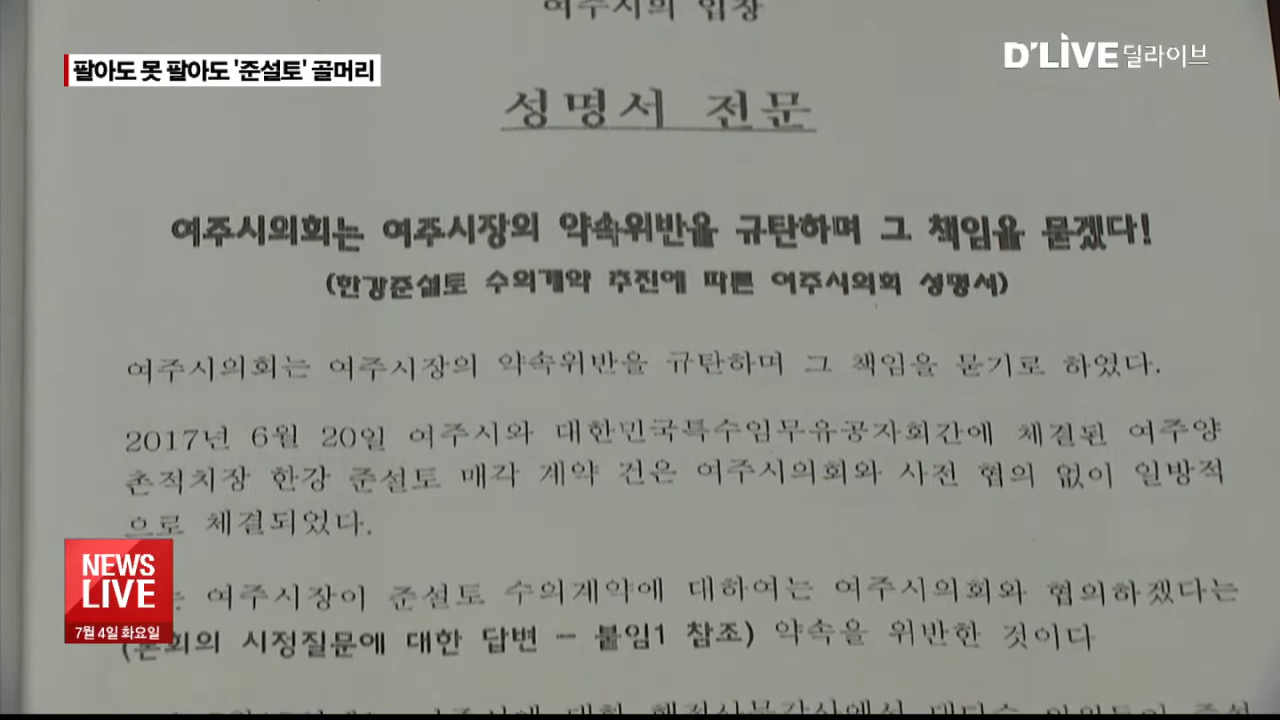 여주시의 입장
팔아도 못 팔아도 '준설토' 골머리
D'LIVE 딜라이브
성명서 전문
여주시의회는 여주시장의 약속위반을 규탄하며 그 책임을 묻겠다!
(한강준설토 수의계약 추진에 따른 여주시의회 성명서)
여주시의회는 여주시장의 약속위반을 규탄하며 그 책임을 묻기로 하였다.
2017년 6월 20일 여주시와 대한민국특수임무유공자회간에 체결된 여주양
촌적치장 한강 준설토 매각 계약 건은 여주시의회와 사전 협의 없이 일방적
으로 체결되었다.
는 여주시장이 준설토 수의계약에 대하여는 여주시의회와 협의하겠다는
(본회의 시정질문에 대한 답변 - 붙임1 참조) 약속을 위반한 것이다
NEWS
LIVE
7월 4일 화요일